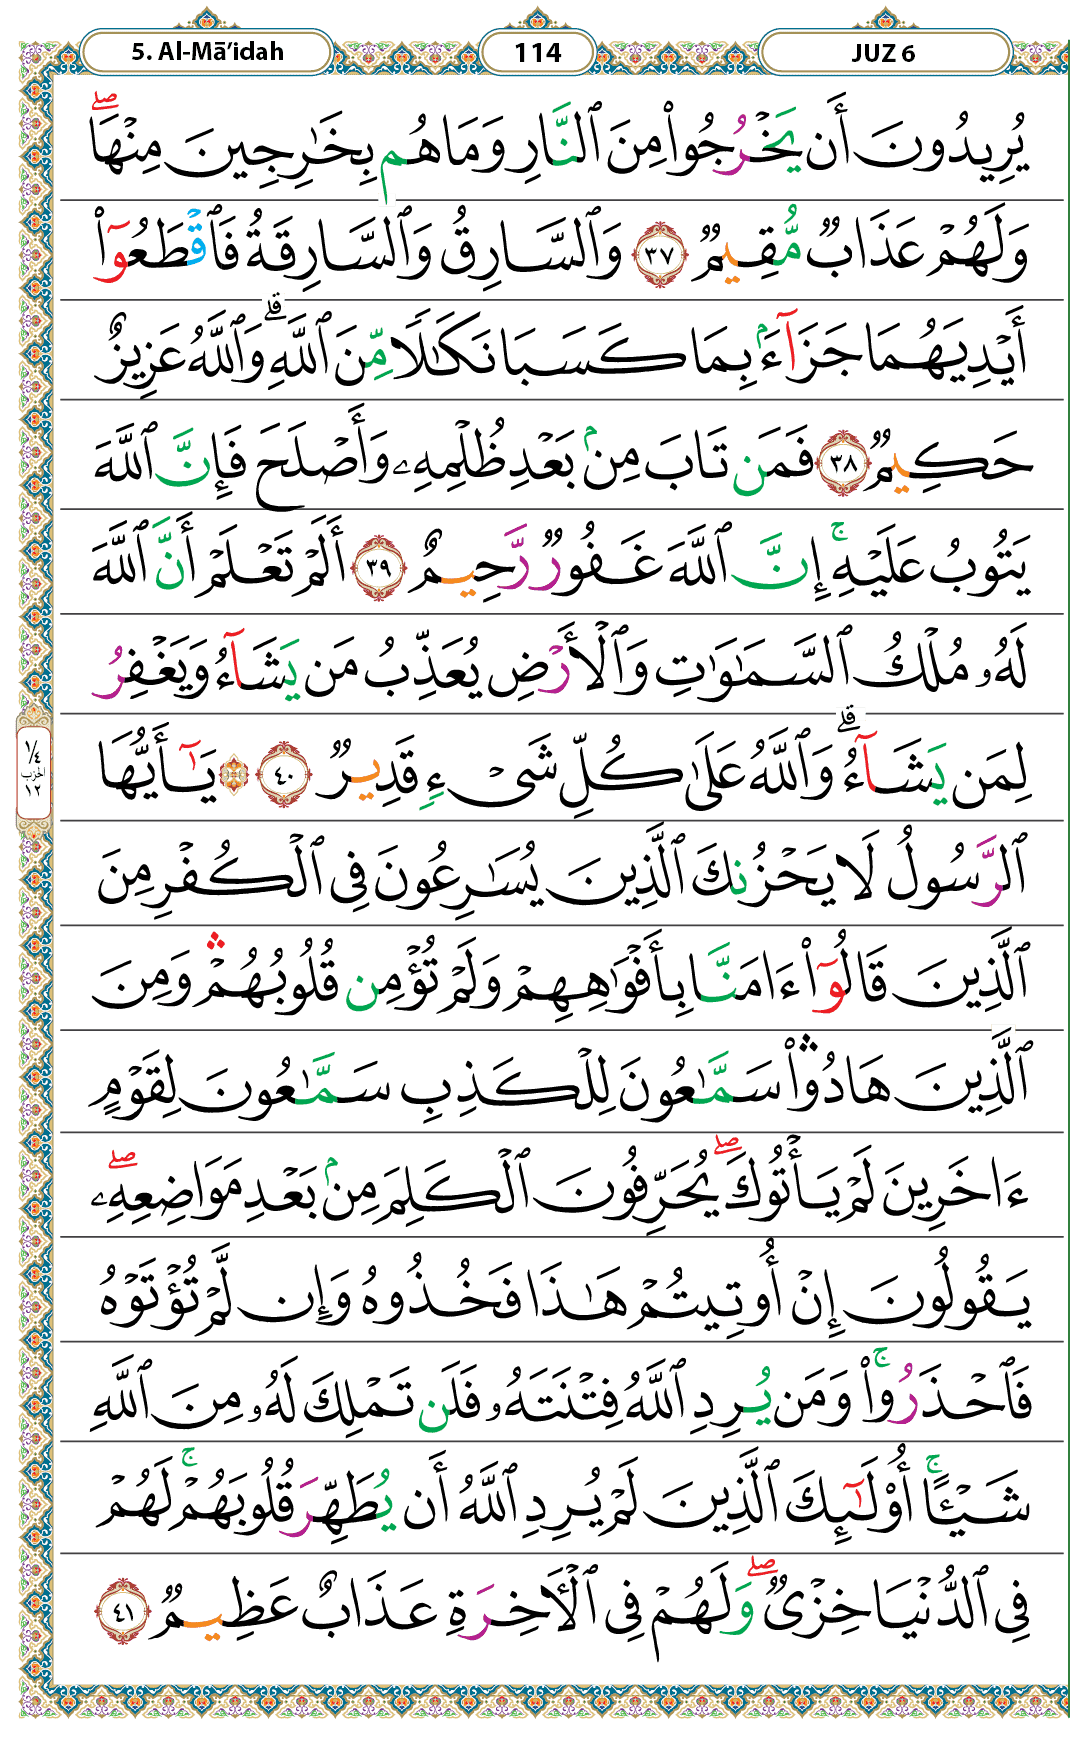 5. Al-Mā’idah 114 JUZ 6
يُرِيدُونَ أَن يَخْرُجُوا۟ مِنَ ٱلنَّارِ وَمَا هُم بِخَٰرِجِينَ مِنْهَا ۖ
وَلَهُمْ عَذَابٌ مُّقِيمٌ ٣٧ وَٱلسَّارِقُ وَٱلسَّارِقَةُ فَٱقْطَعُوٓا۟
أَيْدِيَهُمَا جَزَآءَۢ بِمَا كَسَبَا نَكَٰلًا مِّنَ ٱللَّهِ ۗ وَٱللَّهُ عَزِيزٌ
حَكِيمٌ ٣٨ فَمَن تَابَ مِنۢ بَعْدِ ظُلْمِهِۦ وَأَصْلَحَ فَإِنَّ ٱللَّهَ
يَتُوبُ عَلَيْهِ ۚ إِنَّ ٱللَّهَ غَفُورٌ رَّحِيمٌ ٣٩ أَلَمْ تَعْلَمْ أَنَّ ٱللَّهَ
لَهُۥ مُلْكُ ٱلسَّمَٰوَٰتِ وَٱلْأَرْضِ يُعَذِّبُ مَن يَشَآءُ وَيَغْفِرُ
لِمَن يَشَآءُ ۗ وَٱللَّهُ عَلَىٰ كُلِّ شَىْءٍ قَدِيرٌ ٤٠ يَٰٓأَيُّهَا
١/٤
الحزب
١٢
ٱلرَّسُولُ لَا يَحْزُنكَ ٱلَّذِينَ يُسَٰرِعُونَ فِى ٱلْكُفْرِ مِنَ
ٱلَّذِينَ قَالُوٓا۟ ءَامَنَّا بِأَفْوَٰهِهِمْ وَلَمْ تُؤْمِن قُلُوبُهُمْ ۛ وَمِنَ
ٱلَّذِينَ هَادُوا۟ ۛ سَمَّٰعُونَ لِلْكَذِبِ سَمَّٰعُونَ لِقَوْمٍ
ءَاخَرِينَ لَمْ يَأْتُوكَ ۖ يُحَرِّفُونَ ٱلْكَلِمَ مِنۢ بَعْدِ مَوَاضِعِهِۦ ۖ
يَقُولُونَ إِنْ أُوتِيتُمْ هَٰذَا فَخُذُوهُ وَإِن لَّمْ تُؤْتَوْهُ
فَٱحْذَرُوا۟ ۚ وَمَن يُرِدِ ٱللَّهُ فِتْنَتَهُۥ فَلَن تَمْلِكَ لَهُۥ مِنَ ٱللَّهِ
شَيْـًٔا ۚ أُو۟لَٰٓئِكَ ٱلَّذِينَ لَمْ يُرِدِ ٱللَّهُ أَن يُطَهِّرَ قُلُوبَهُمْ ۚ لَهُمْ
فِى ٱلدُّنْيَا خِزْىٌ ۖ وَلَهُمْ فِى ٱلْـَٔاخِرَةِ عَذَابٌ عَظِيمٌ ٤١